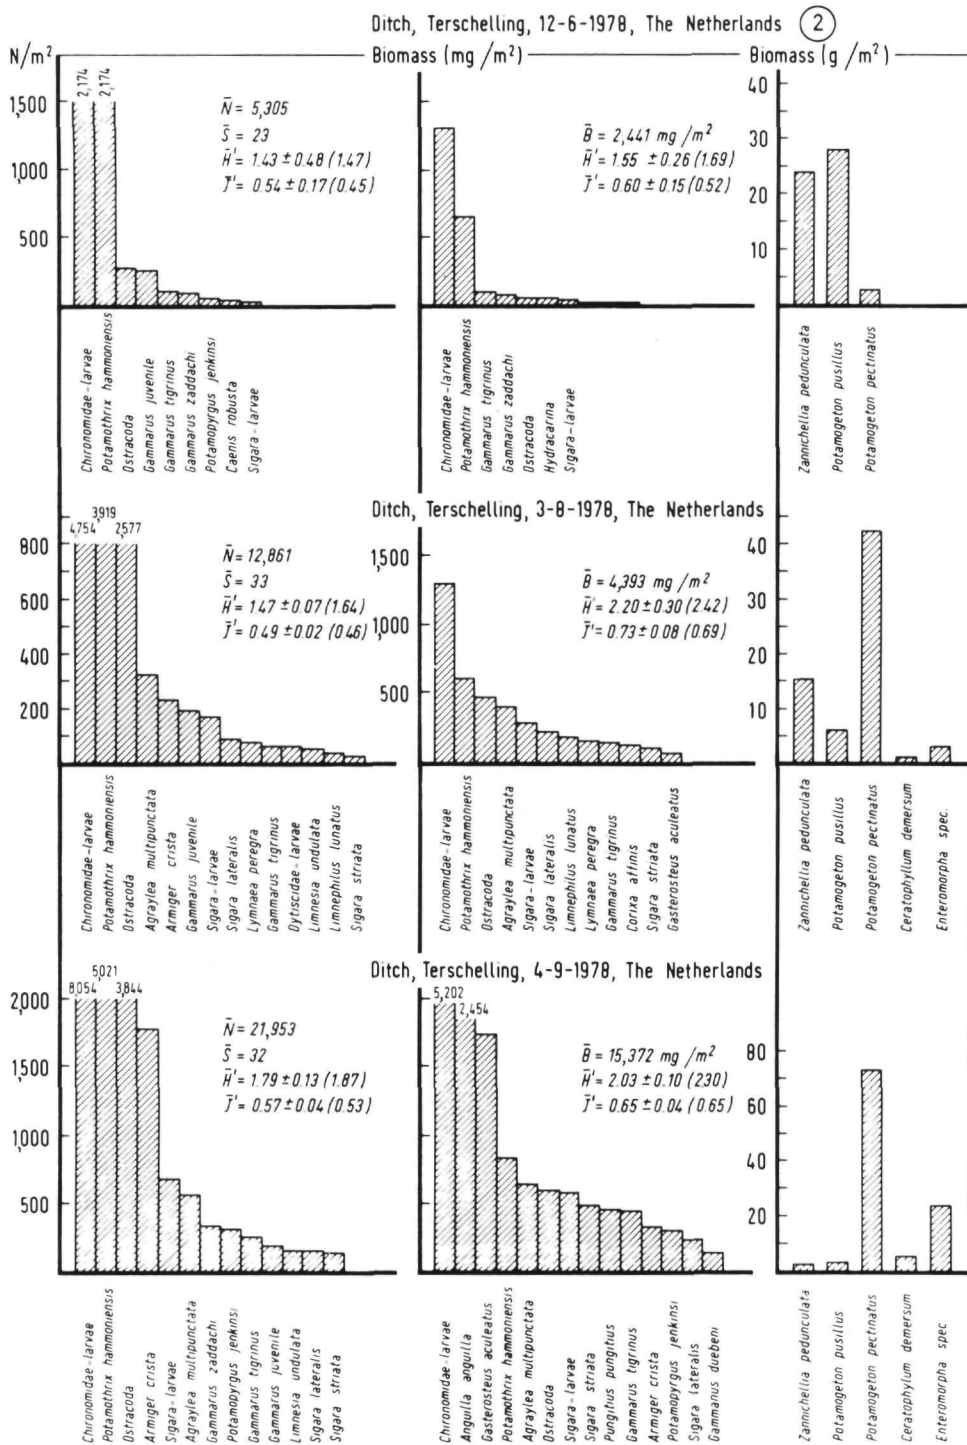 Ditch, Terschelling, 12-6-1978, The Netherlands 2
N/m² Biomass (mg/m²) Biomass (g/m²)
2,174 2,174
1,500
1,000
500
N̄ = 5,305
S̄ = 23
H̄' = 1.43 ± 0.48 (1.47)
J̄' = 0.54 ± 0.17 (0.45)
B̄ = 2,441 mg/m²
H̄' = 1.55 ± 0.26 (1.69)
J̄' = 0.60 ± 0.15 (0.52)
40
30
20
10
Chironomidae-larvae
Potamothrix hammoniensis
Ostracoda
Gammarus juvenile
Gammarus tigrinus
Gammarus zaddachi
Potamopyrgus jenkinsi
Caenis robusta
Sigara-larvae
Chironomidae-larvae
Potamothrix hammoniensis
Gammarus tigrinus
Gammarus zaddachi
Ostracoda
Hydracarina
Sigara-larvae
Zannichellia pedunculata
Potamogeton pusillus
Potamogeton pectinatus
Ditch, Terschelling, 3-8-1978, The Netherlands
4,754 3,919 2,577
800
600
400
200
N̄ = 12,861
S̄ = 33
H̄' = 1.47 ± 0.07 (1.64)
J̄' = 0.49 ± 0.02 (0.46)
1,500
1,000
500
B̄ = 4,393 mg/m²
H̄' = 2.20 ± 0.30 (2.42)
J̄' = 0.73 ± 0.08 (0.69)
40
30
20
10
Chironomidae-larvae
Potamothrix hammoniensis
Ostracoda
Agraylea multipunctata
Armiger crista
Gammarus juvenile
Sigara-larvae
Sigara lateralis
Lymnaea peregra
Gammarus tigrinus
Dytiscidae-larvae
Limnesia undulata
Limnephilus lunatus
Sigara striata
Chironomidae-larvae
Potamothrix hammoniensis
Ostracoda
Agraylea multipunctata
Sigara-larvae
Sigara lateralis
Limnephilus lunatus
Lymnaea peregra
Gammarus tigrinus
Corixa affinis
Sigara striata
Gasterosteus aculeatus
Zannichellia pedunculata
Potamogeton pusillus
Potamogeton pectinatus
Ceratophyllum demersum
Enteromorpha spec.
Ditch, Terschelling, 4-9-1978, The Netherlands
8,054 5,021 3,844
2,000
1,500
1,000
500
N̄ = 21,953
S̄ = 32
H̄' = 1.79 ± 0.13 (1.87)
J̄' = 0.57 ± 0.04 (0.53)
5,202 2,454
B̄ = 15,372 mg/m²
H̄' = 2.03 ± 0.10 (2.30)
J̄' = 0.65 ± 0.04 (0.65)
80
60
40
20
Chironomidae-larvae
Potamothrix hammoniensis
Ostracoda
Armiger crista
Sigara-larvae
Agraylea multipunctata
Gammarus zaddachi
Potamopyrgus jenkinsi
Gammarus tigrinus
Gammarus juvenile
Limnesia undulata
Sigara lateralis
Sigara striata
Chironomidae-larvae
Anguilla anguilla
Gasterosteus aculeatus
Potamothrix hammoniensis
Agraylea multipunctata
Ostracoda
Sigara-larvae
Sigara striata
Pungitius pungitius
Gammarus tigrinus
Armiger crista
Potamopyrgus jenkinsi
Sigara lateralis
Gammanus duebeni
Zannichellia pedunculata
Potamogeton pusillus
Potamogeton pectinatus
Ceratophylum demersum
Enteromorpha spec